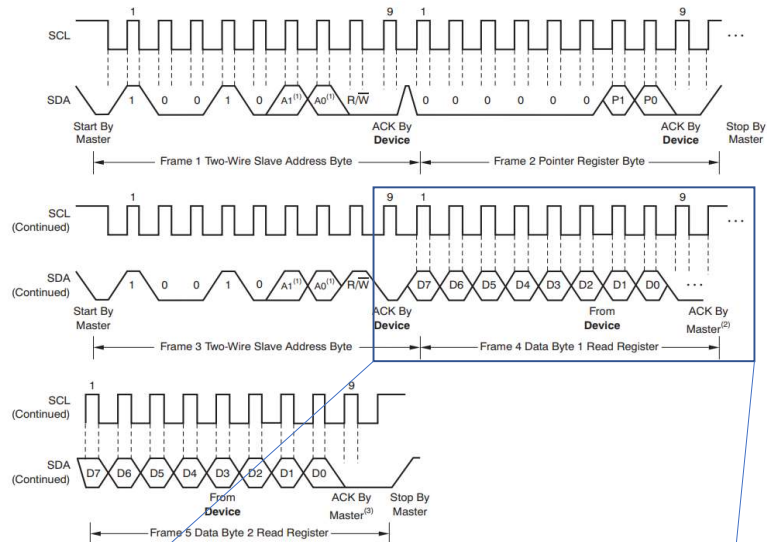 1 9 1 9
SCL ...
SDA 1 0 0 1 0 A1(1) A0(1) R/W 0 0 0 0 0 0 P1 P0
Start By Master ACK By Device ACK By Device Stop By Master
Frame 1 Two-Wire Slave Address Byte Frame 2 Pointer Register Byte
1 9 1 9
SCL (Continued) ...
SDA (Continued) 1 0 0 1 0 A1(1) A0(1) R/W D7 D6 D5 D4 D3 D2 D1 D0 ...
Start By Master ACK By Device From Device ACK By Master(2)
Frame 3 Two-Wire Slave Address Byte Frame 4 Data Byte 1 Read Register
1 9
SCL (Continued)
SDA (Continued) D7 D6 D5 D4 D3 D2 D1 D0
From Device ACK By Master(3) Stop By Master
Frame 5 Data Byte 2 Read Register